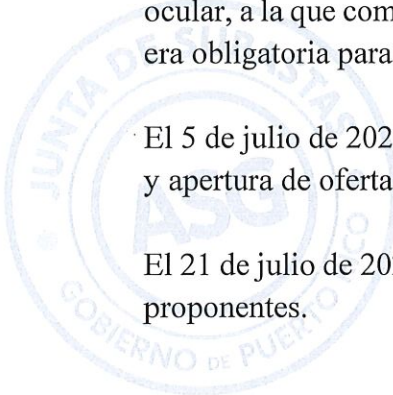 ocular, a la que com
era obligatoria para
El 5 de julio de 202
y apertura de oferta
El 21 de julio de 20
proponentes.
JUNTA DE SUBASTAS
ASG
GOBIERNO DE PUERTO RICO